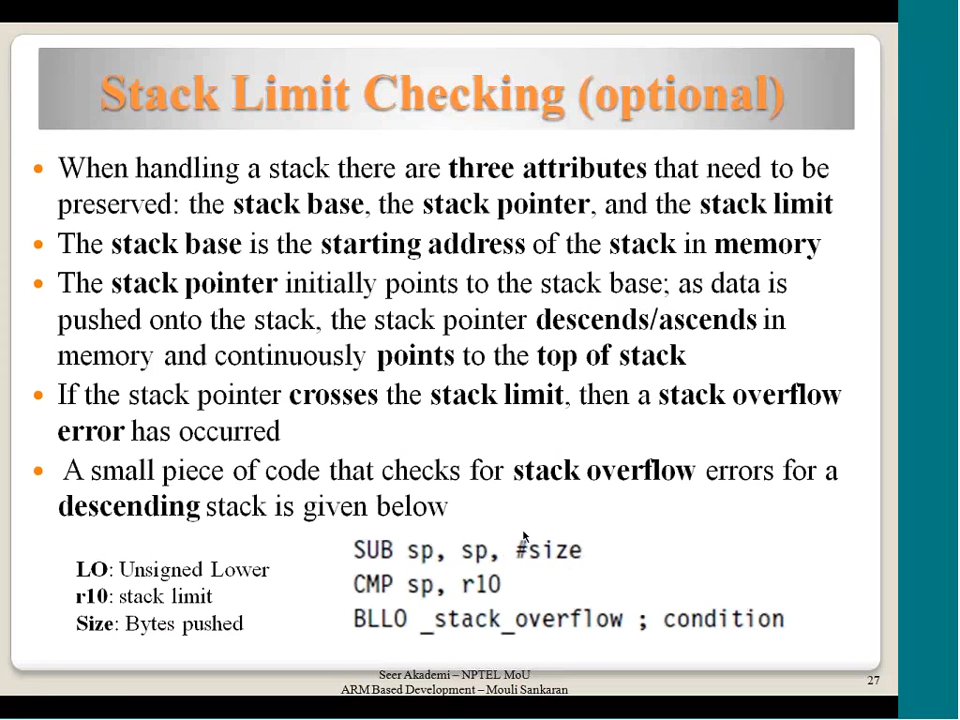 Stack Limit Checking (optional)
When handling a stack there are three attributes that need to be
preserved: the stack base, the stack pointer, and the stack limit
The stack base is the starting address of the stack in memory
The stack pointer initially points to the stack base; as data is
pushed onto the stack, the stack pointer descends/ascends in
memory and continuously points to the top of stack
If the stack pointer crosses the stack limit, then a stack overflow
error has occurred
A small piece of code that checks for stack overflow errors for a
descending stack is given below
LO: Unsigned Lower
r10: stack limit
Size: Bytes pushed
SUB sp, sp, #size
CMP sp, r10
BLLO _stack_overflow ; condition
Seer Akademi – NPTEL MoU
ARM Based Development – Mouli Sankaran
27